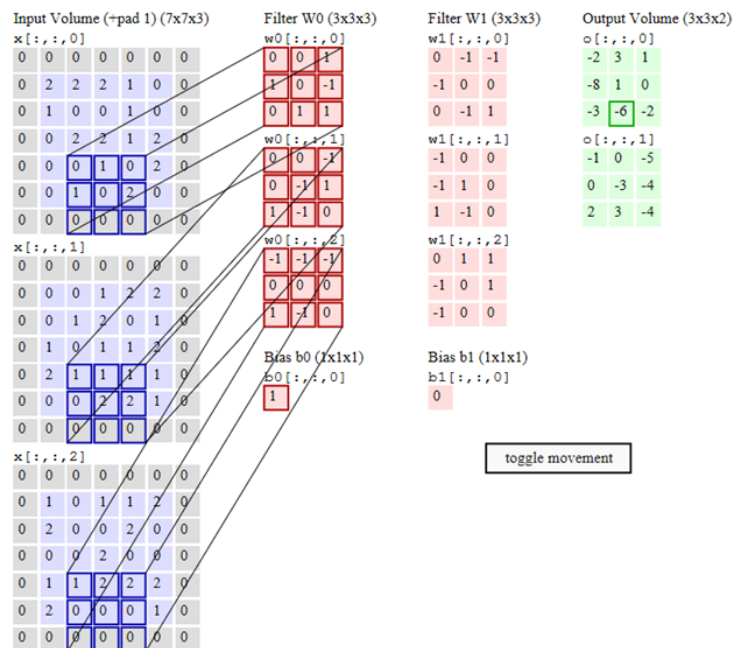 Input Volume (+pad 1) (7x7x3)
x[:,:,0]
0 0 0 0 0 0 0
0 2 2 2 1 0 0
0 1 0 0 1 0 0
0 0 2 2 1 2 0
0 0 0 1 0 2 0
0 0 1 0 2 0 0
0 0 0 0 0 0 0
x[:,:,1]
0 0 0 0 0 0 0
0 0 0 1 2 2 0
0 0 1 2 0 1 0
0 1 0 1 1 2 0
0 2 1 1 1 0 0
0 0 0 2 2 1 0
0 0 0 0 0 0 0
x[:,:,2]
0 0 0 0 0 0 0
0 1 0 1 1 2 0
0 2 0 0 2 0 0
0 0 0 2 0 0 0
0 1 1 2 2 2 0
0 2 0 0 0 1 0
0 0 0 0 0 0 0
Filter W0 (3x3x3)
w0[:,:,0]
0 0 1
1 0 -1
0 1 1
w0[:,:,1]
0 0 -1
0 -1 1
1 -1 0
w0[:,:,2]
-1 -1 -1
0 0 0
1 -1 0
Bias b0 (1x1x1)
b0[:,:,0]
1
Filter W1 (3x3x3)
w1[:,:,0]
0 -1 -1
-1 0 0
0 -1 1
w1[:,:,1]
-1 0 0
-1 1 0
1 -1 0
w1[:,:,2]
0 1 1
-1 0 1
-1 0 0
Bias b1 (1x1x1)
b1[:,:,0]
0
Output Volume (3x3x2)
o[:,:,0]
-2 3 1
-8 1 0
-3 -6 -2
o[:,:,1]
-1 0 -5
0 -3 -4
2 3 -4
toggle movement